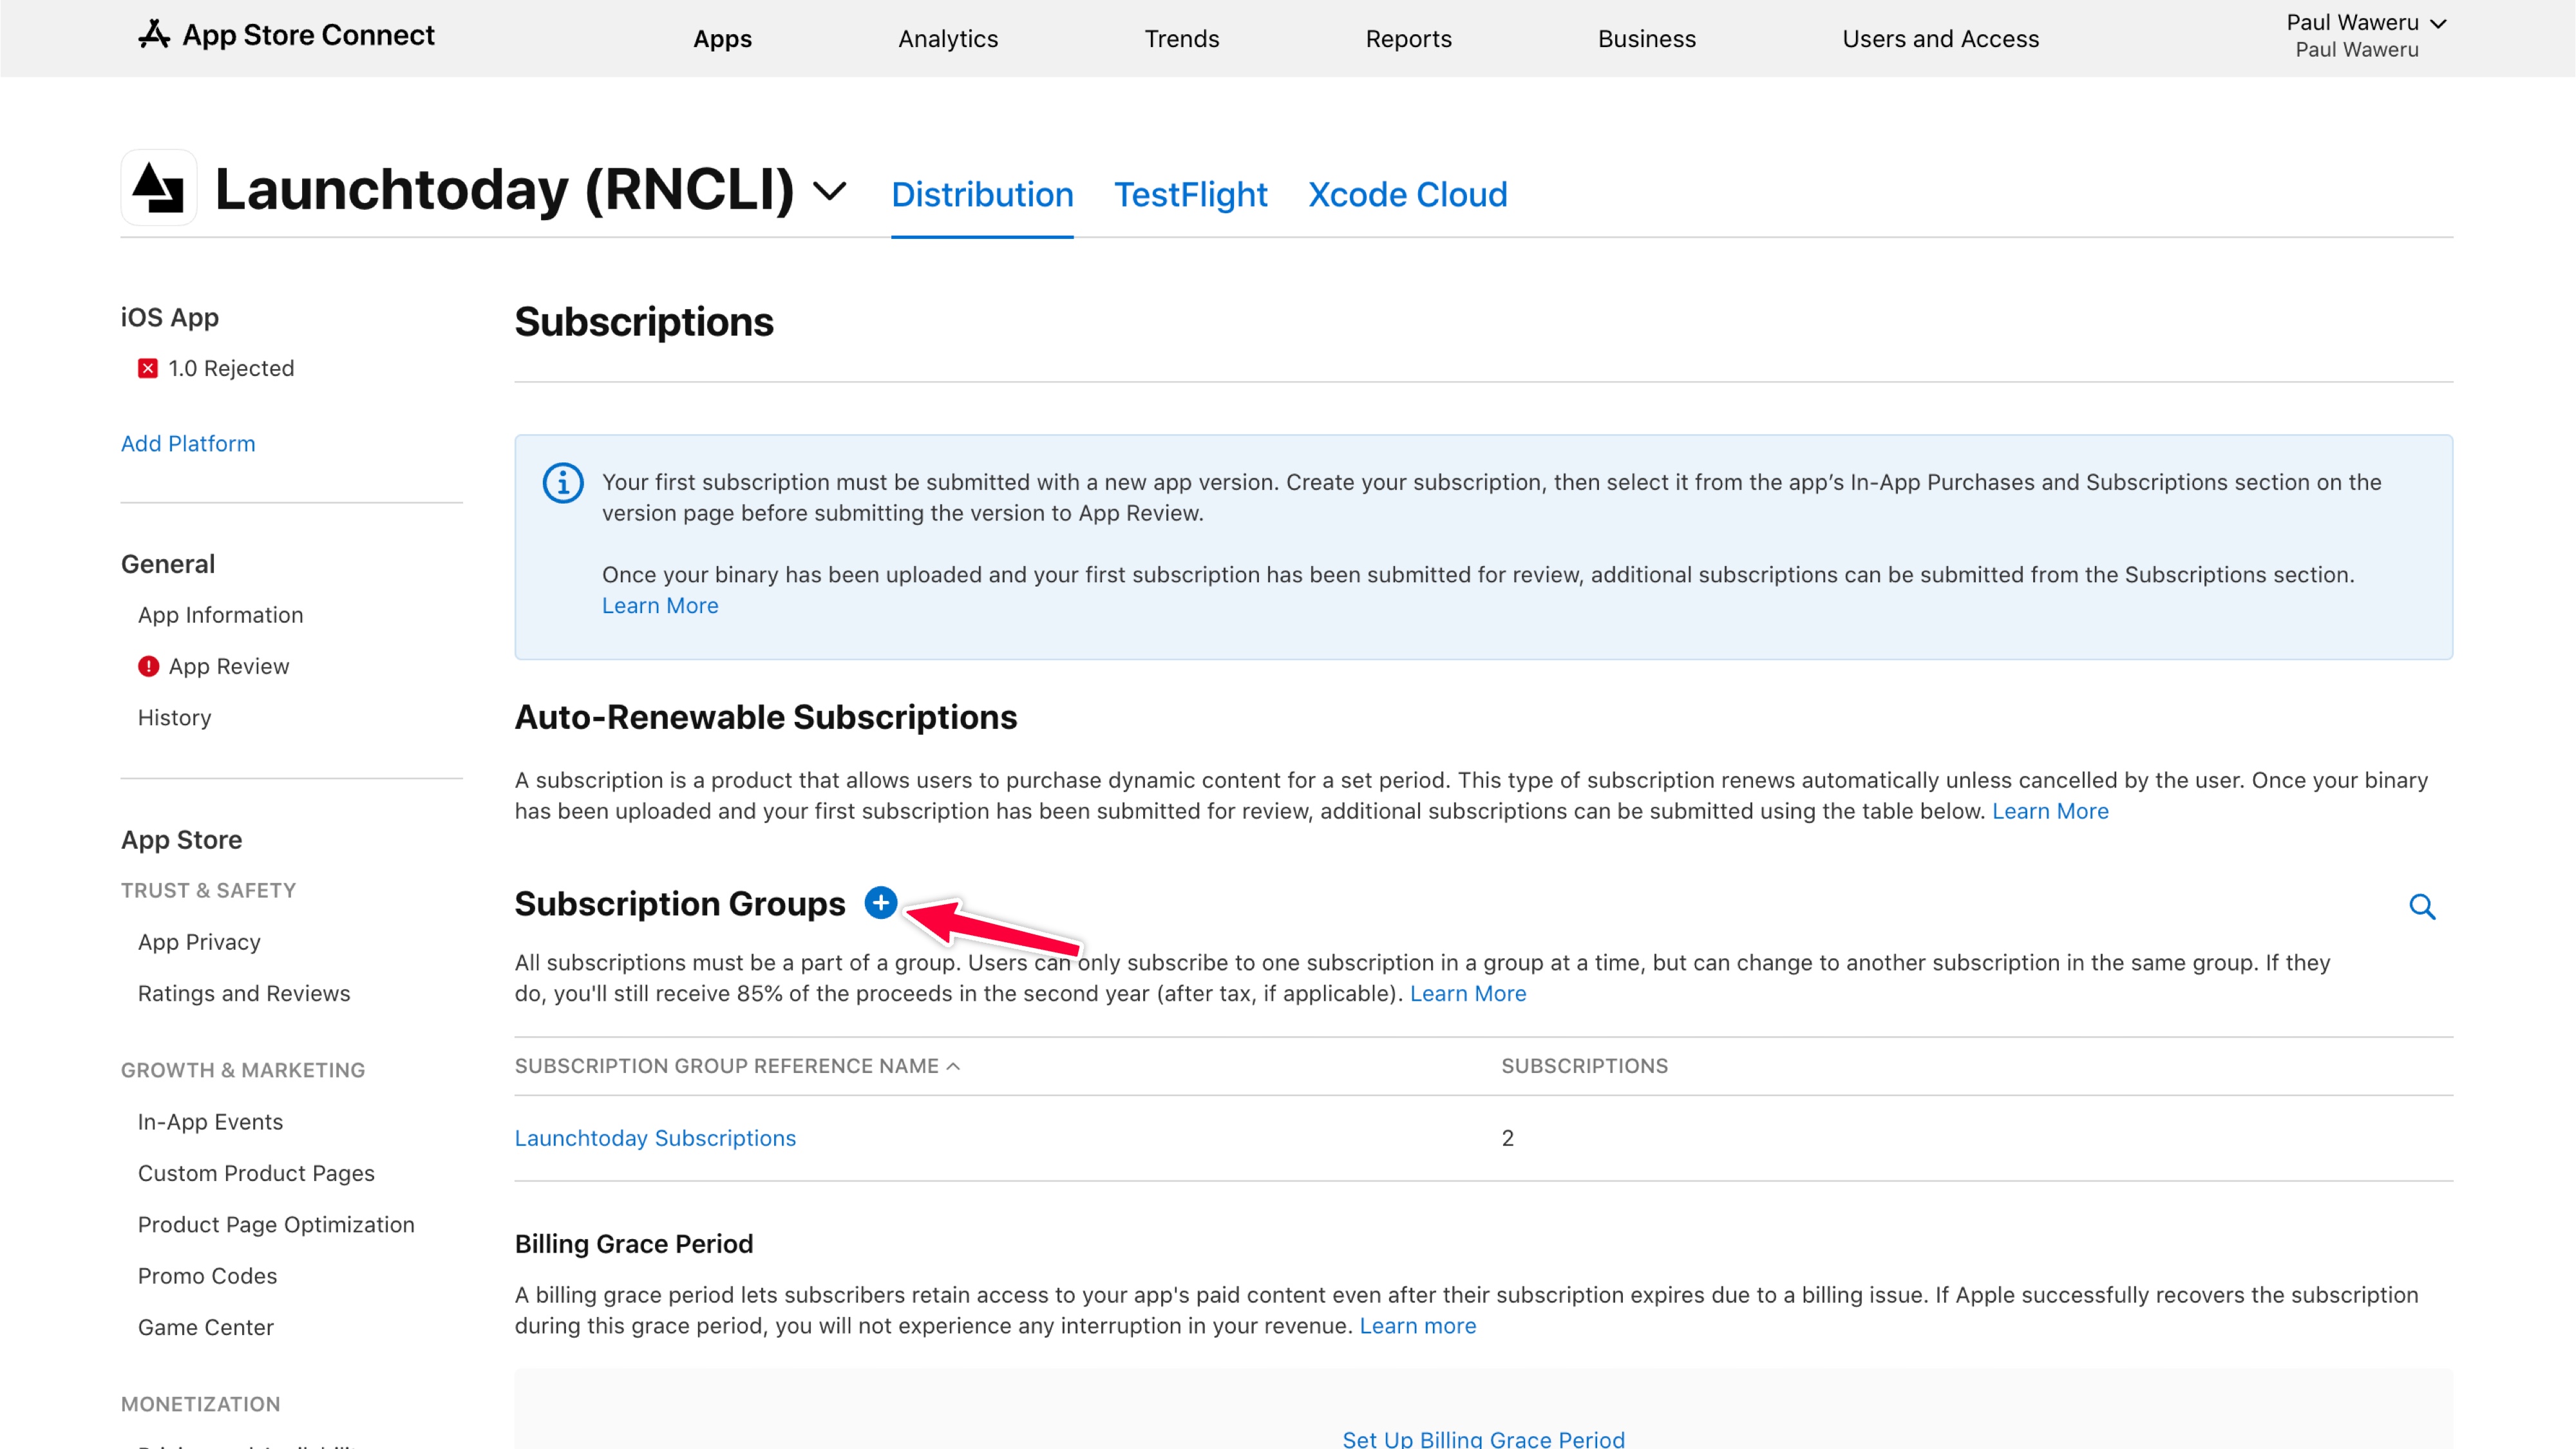 App Store Connect
Apps
Analytics
Trends
Reports
Business
Users and Access
Paul Waweru
Paul Waweru
Launchtoday (RNCLI)
Distribution
TestFlight
Xcode Cloud
iOS App
1.0 Rejected
Add Platform
General
App Information
App Review
History
App Store
TRUST & SAFETY
App Privacy
Ratings and Reviews
GROWTH & MARKETING
In-App Events
Custom Product Pages
Product Page Optimization
Promo Codes
Game Center
MONETIZATION
Subscriptions
Your first subscription must be submitted with a new app version. Create your subscription, then select it from the app’s In-App Purchases and Subscriptions section on the
version page before submitting the version to App Review.
Once your binary has been uploaded and your first subscription has been submitted for review, additional subscriptions can be submitted from the Subscriptions section.
Learn More
Auto-Renewable Subscriptions
A subscription is a product that allows users to purchase dynamic content for a set period. This type of subscription renews automatically unless cancelled by the user. Once your binary
has been uploaded and your first subscription has been submitted for review, additional subscriptions can be submitted using the table below. Learn More
Subscription Groups
All subscriptions must be a part of a group. Users can only subscribe to one subscription in a group at a time, but can change to another subscription in the same group. If they
do, you'll still receive 85% of the proceeds in the second year (after tax, if applicable). Learn More
SUBSCRIPTION GROUP REFERENCE NAME
SUBSCRIPTIONS
Launchtoday Subscriptions
2
Billing Grace Period
A billing grace period lets subscribers retain access to your app's paid content even after their subscription expires due to a billing issue. If Apple successfully recovers the subscription
during this grace period, you will not experience any interruption in your revenue. Learn more
Set Up Billing Grace Period